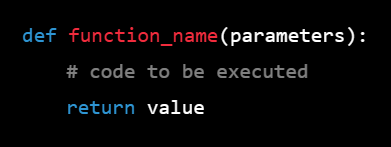 def function_name(parameters):
    # code to be executed
    return value